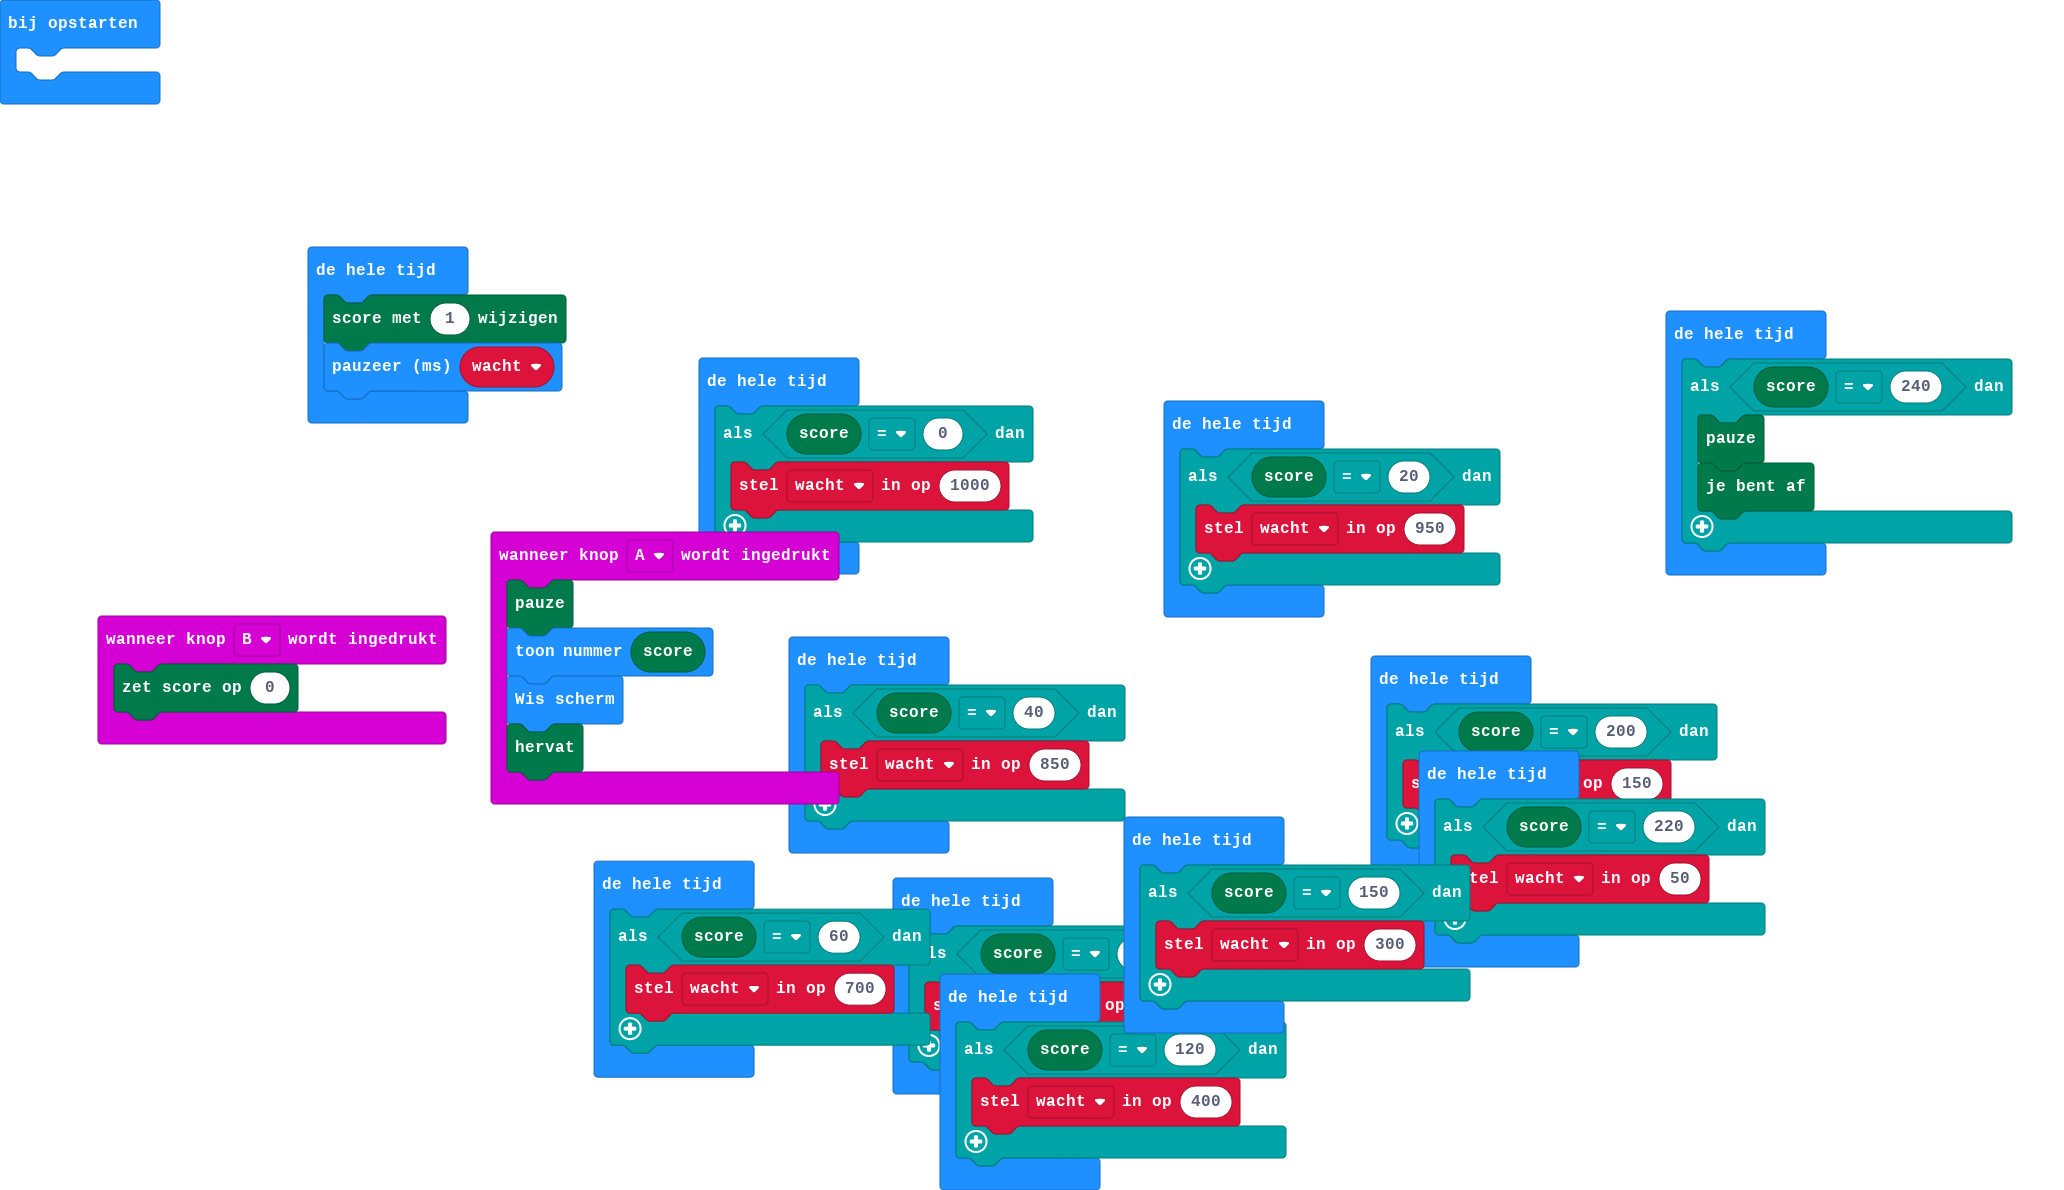 bij opstarten
de hele tijd
score met 1 wijzigen
pauzeer (ms) wacht
de hele tijd
als score = 0 dan
stel wacht in op 1000
de hele tijd
als score = 20 dan
stel wacht in op 950
de hele tijd
als score = 240 dan
pauze
je bent af
wanneer knop B wordt ingedrukt
zet score op 0
wanneer knop A wordt ingedrukt
pauze
toon nummer score
Wis scherm
hervat
de hele tijd
als score = 40 dan
stel wacht in op 850
de hele tijd
als score = 200 dan
op 150
de hele tijd
als score = 220 dan
wacht in op 50
de hele tijd
als score = 60 dan
stel wacht in op 700
de hele tijd
score =
op
de hele tijd
als score = 120 dan
stel wacht in op 400
de hele tijd
als score = 150 dan
stel wacht in op 300